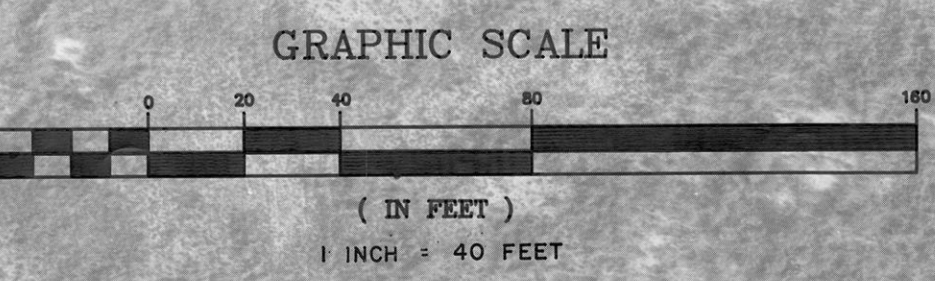 GRAPHIC SCALE
0 20 40 80 160
( IN FEET )
1 INCH = 40 FEET